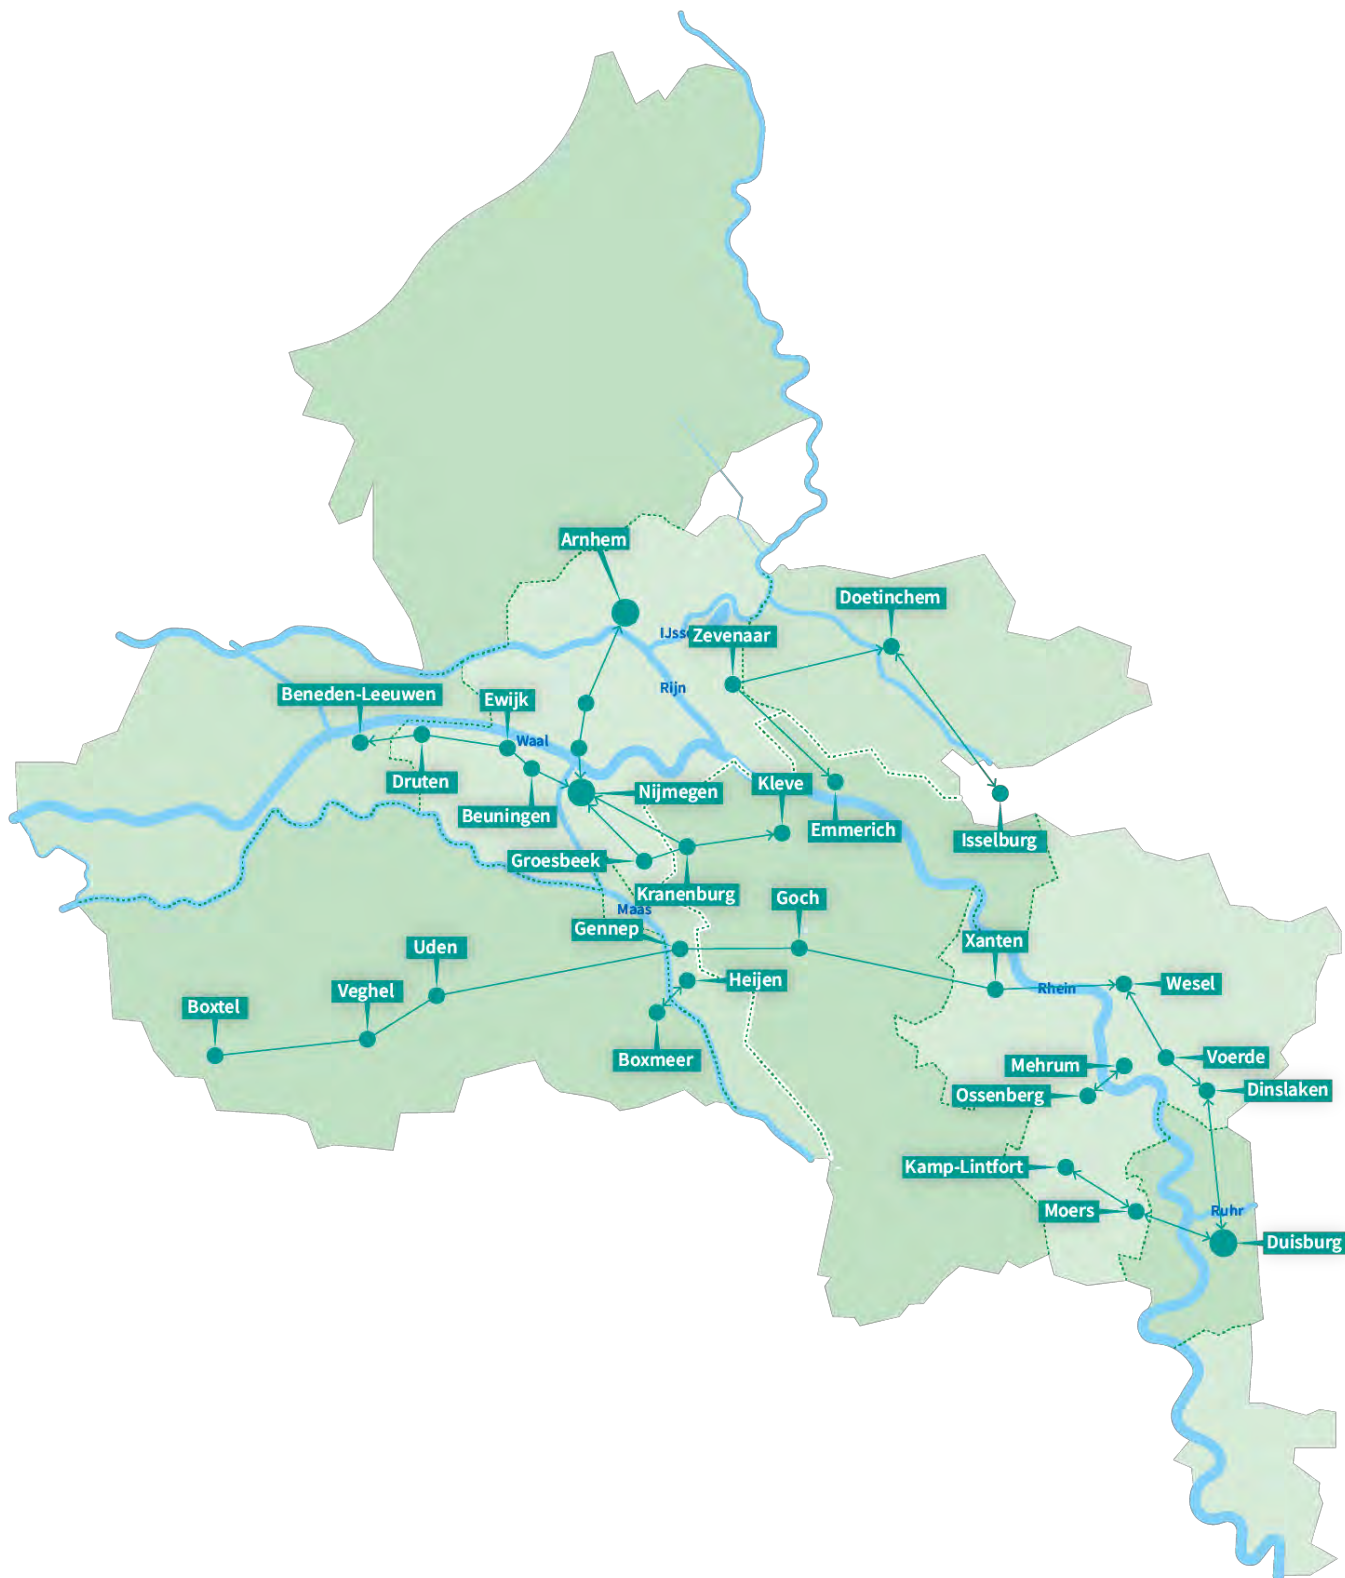 Arnhem
Doetinchem
IJsse
Zevenaar
Rijn
Beneden-Leeuwen
Ewijk
Waal
Druten
Kleve
Nijmegen
Beuningen
Emmerich
Isselburg
Groesbeek
Kranenburg
Goch
Maas
Gennep
Xanten
Uden
Heijen
Wesel
Rhein
Veghel
Boxtel
Boxmeer
Voerde
Mehrum
Dinslaken
Ossenberg
Kamp-Lintfort
Moers
Ruhr
Duisburg